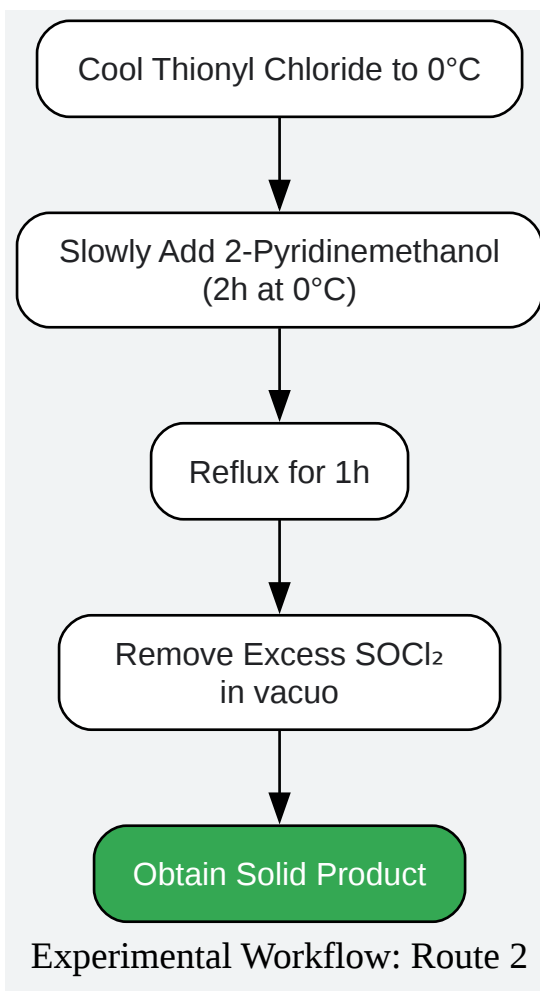 Cool Thionyl Chloride to 0°C
Slowly Add 2-Pyridinemethanol
(2h at 0°C)
Reflux for 1h
Remove Excess SOCl₂
in vacuo
Obtain Solid Product
Experimental Workflow: Route 2